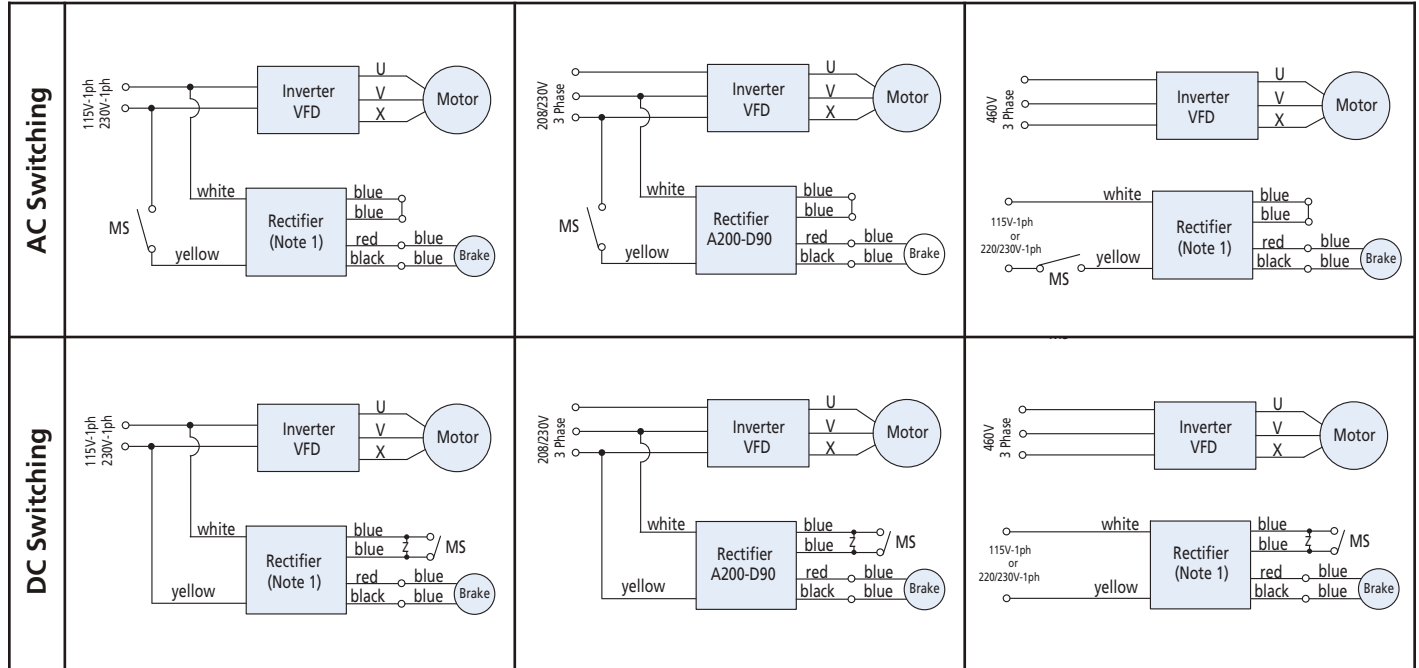 AC Switching
115V-1ph
230V-1ph
Inverter
VFD
U
V
X
Motor
MS
white
yellow
Rectifier
(Note 1)
blue
blue
red
black
blue
blue
Brake
208/230V
3 Phase
Inverter
VFD
U
V
X
Motor
MS
white
yellow
Rectifier
A200-D90
blue
blue
red
black
blue
blue
Brake
460V
3 Phase
Inverter
VFD
U
V
X
Motor
115V-1ph
or
220/230V-1ph
white
yellow
MS
Rectifier
(Note 1)
blue
blue
red
black
blue
blue
Brake
DC Switching
115V-1ph
230V-1ph
Inverter
VFD
U
V
X
Motor
white
yellow
Rectifier
(Note 1)
blue
blue
Z
MS
red
black
blue
blue
Brake
208/230V
3 Phase
Inverter
VFD
U
V
X
Motor
white
yellow
Rectifier
A200-D90
blue
blue
Z
MS
red
black
blue
blue
Brake
460V
3 Phase
Inverter
VFD
U
V
X
Motor
115V-1ph
or
220/230V-1ph
white
yellow
Rectifier
(Note 1)
blue
blue
Z
MS
red
black
blue
blue
Brake